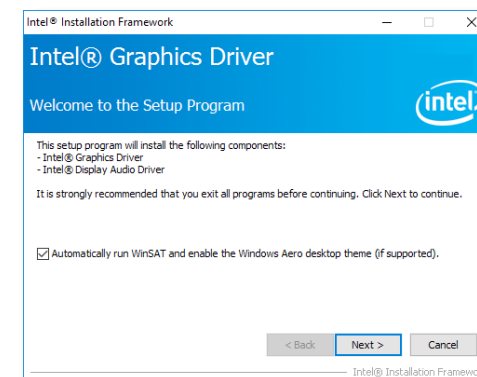 Intel® Installation Framework
Intel® Graphics Driver
Welcome to the Setup Program
intel
This setup program will install the following components:
- Intel® Graphics Driver
- Intel® Display Audio Driver
It is strongly recommended that you exit all programs before continuing. Click Next to continue.
Automatically run WinSAT and enable the Windows Aero desktop theme (if supported).
< Back Next > Cancel
Intel® Installation Framewo